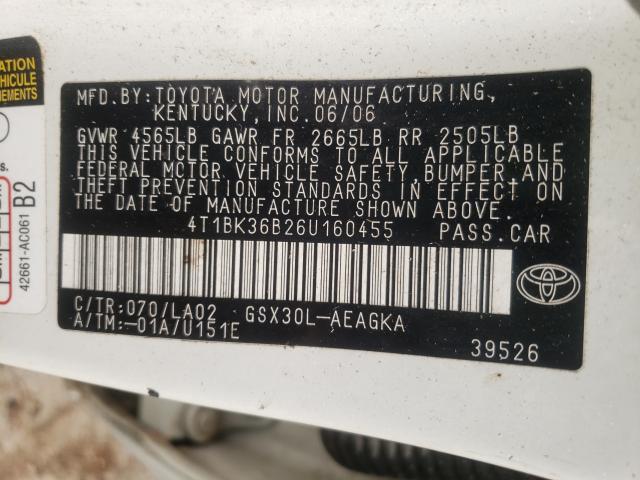 ATION
VEHICULE
NEMENTS
s.
42661-AC061
B2
MFD.BY:TOYOTA MOTOR MANUFACTURING,
KENTUCKY, INC.06/06
GVWR 4565LB GAWR FR 2665LB RR 2505LB
THIS VEHICLE CONFORMS TO ALL APPLICABLE
FEDERAL MOTOR VEHICLE SAFETY, BUMPER, AND
THEFT PREVENTION STANDARDS IN EFFECT ON
THE DATE OF MANUFACTURE SHOWN ABOVE.
4T1BK36B26U160455 PASS.CAR
C/TR:070/LA02 GSX30L-AEAGKA
A/TM:-01A/U151E
39526